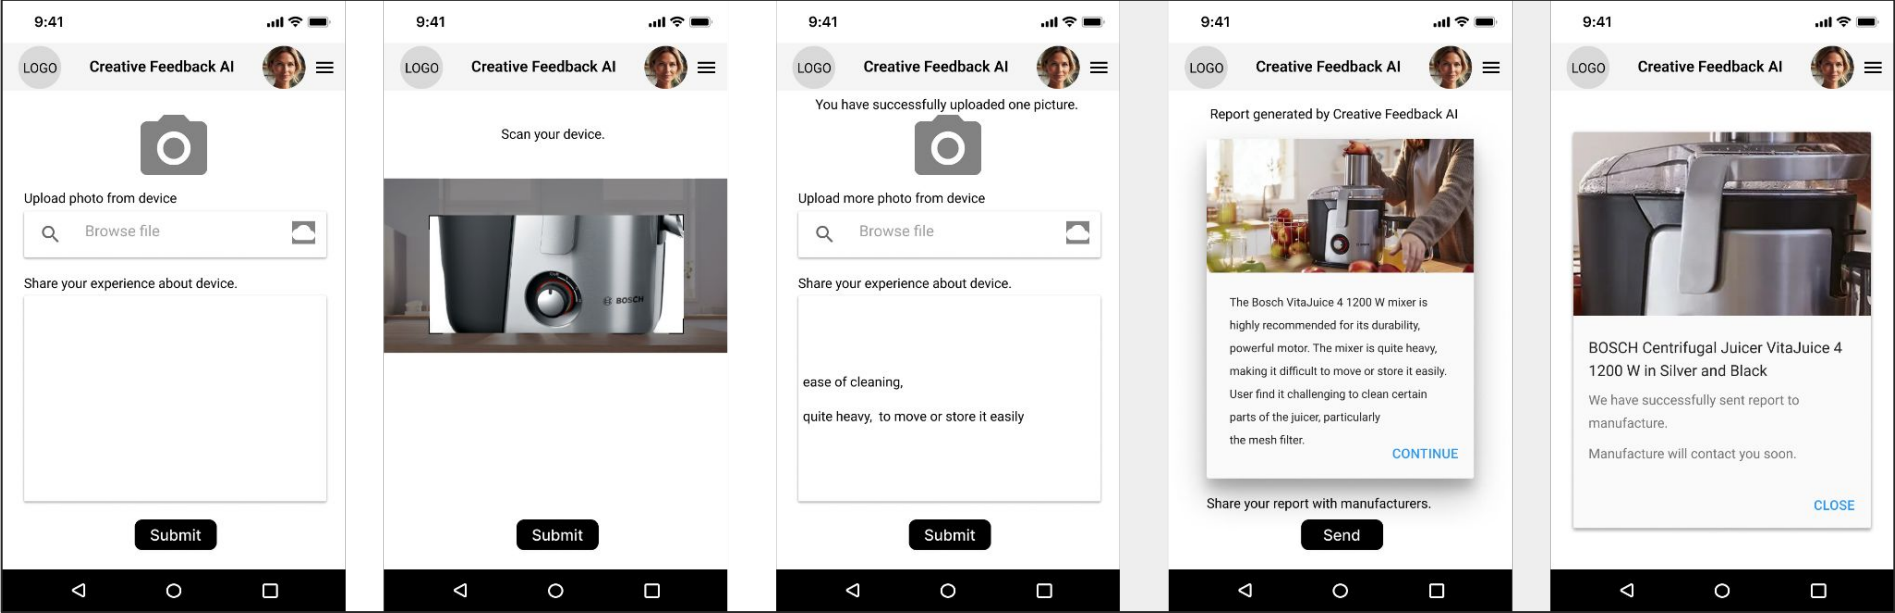 9:41
LOGO
Creative Feedback AI
Upload photo from device
Browse file
Share your experience about device.
Submit
9:41
LOGO
Creative Feedback AI
Scan your device.
BOSCH
Submit
9:41
LOGO
Creative Feedback AI
You have successfully uploaded one picture.
Upload more photo from device
Browse file
Share your experience about device.
ease of cleaning,
quite heavy, to move or store it easily
Submit
9:41
LOGO
Creative Feedback AI
Report generated by Creative Feedback AI
The Bosch VitaJuice 4 1200 W mixer is
highly recommended for its durability,
powerful motor. The mixer is quite heavy,
making it difficult to move or store it easily.
User find it challenging to clean certain
parts of the juicer, particularly
the mesh filter.
CONTINUE
Share your report with manufacturers.
Send
9:41
LOGO
Creative Feedback AI
BOSCH Centrifugal Juicer VitaJuice 4
1200 W in Silver and Black
We have successfully sent report to
manufacture.
Manufacture will contact you soon.
CLOSE